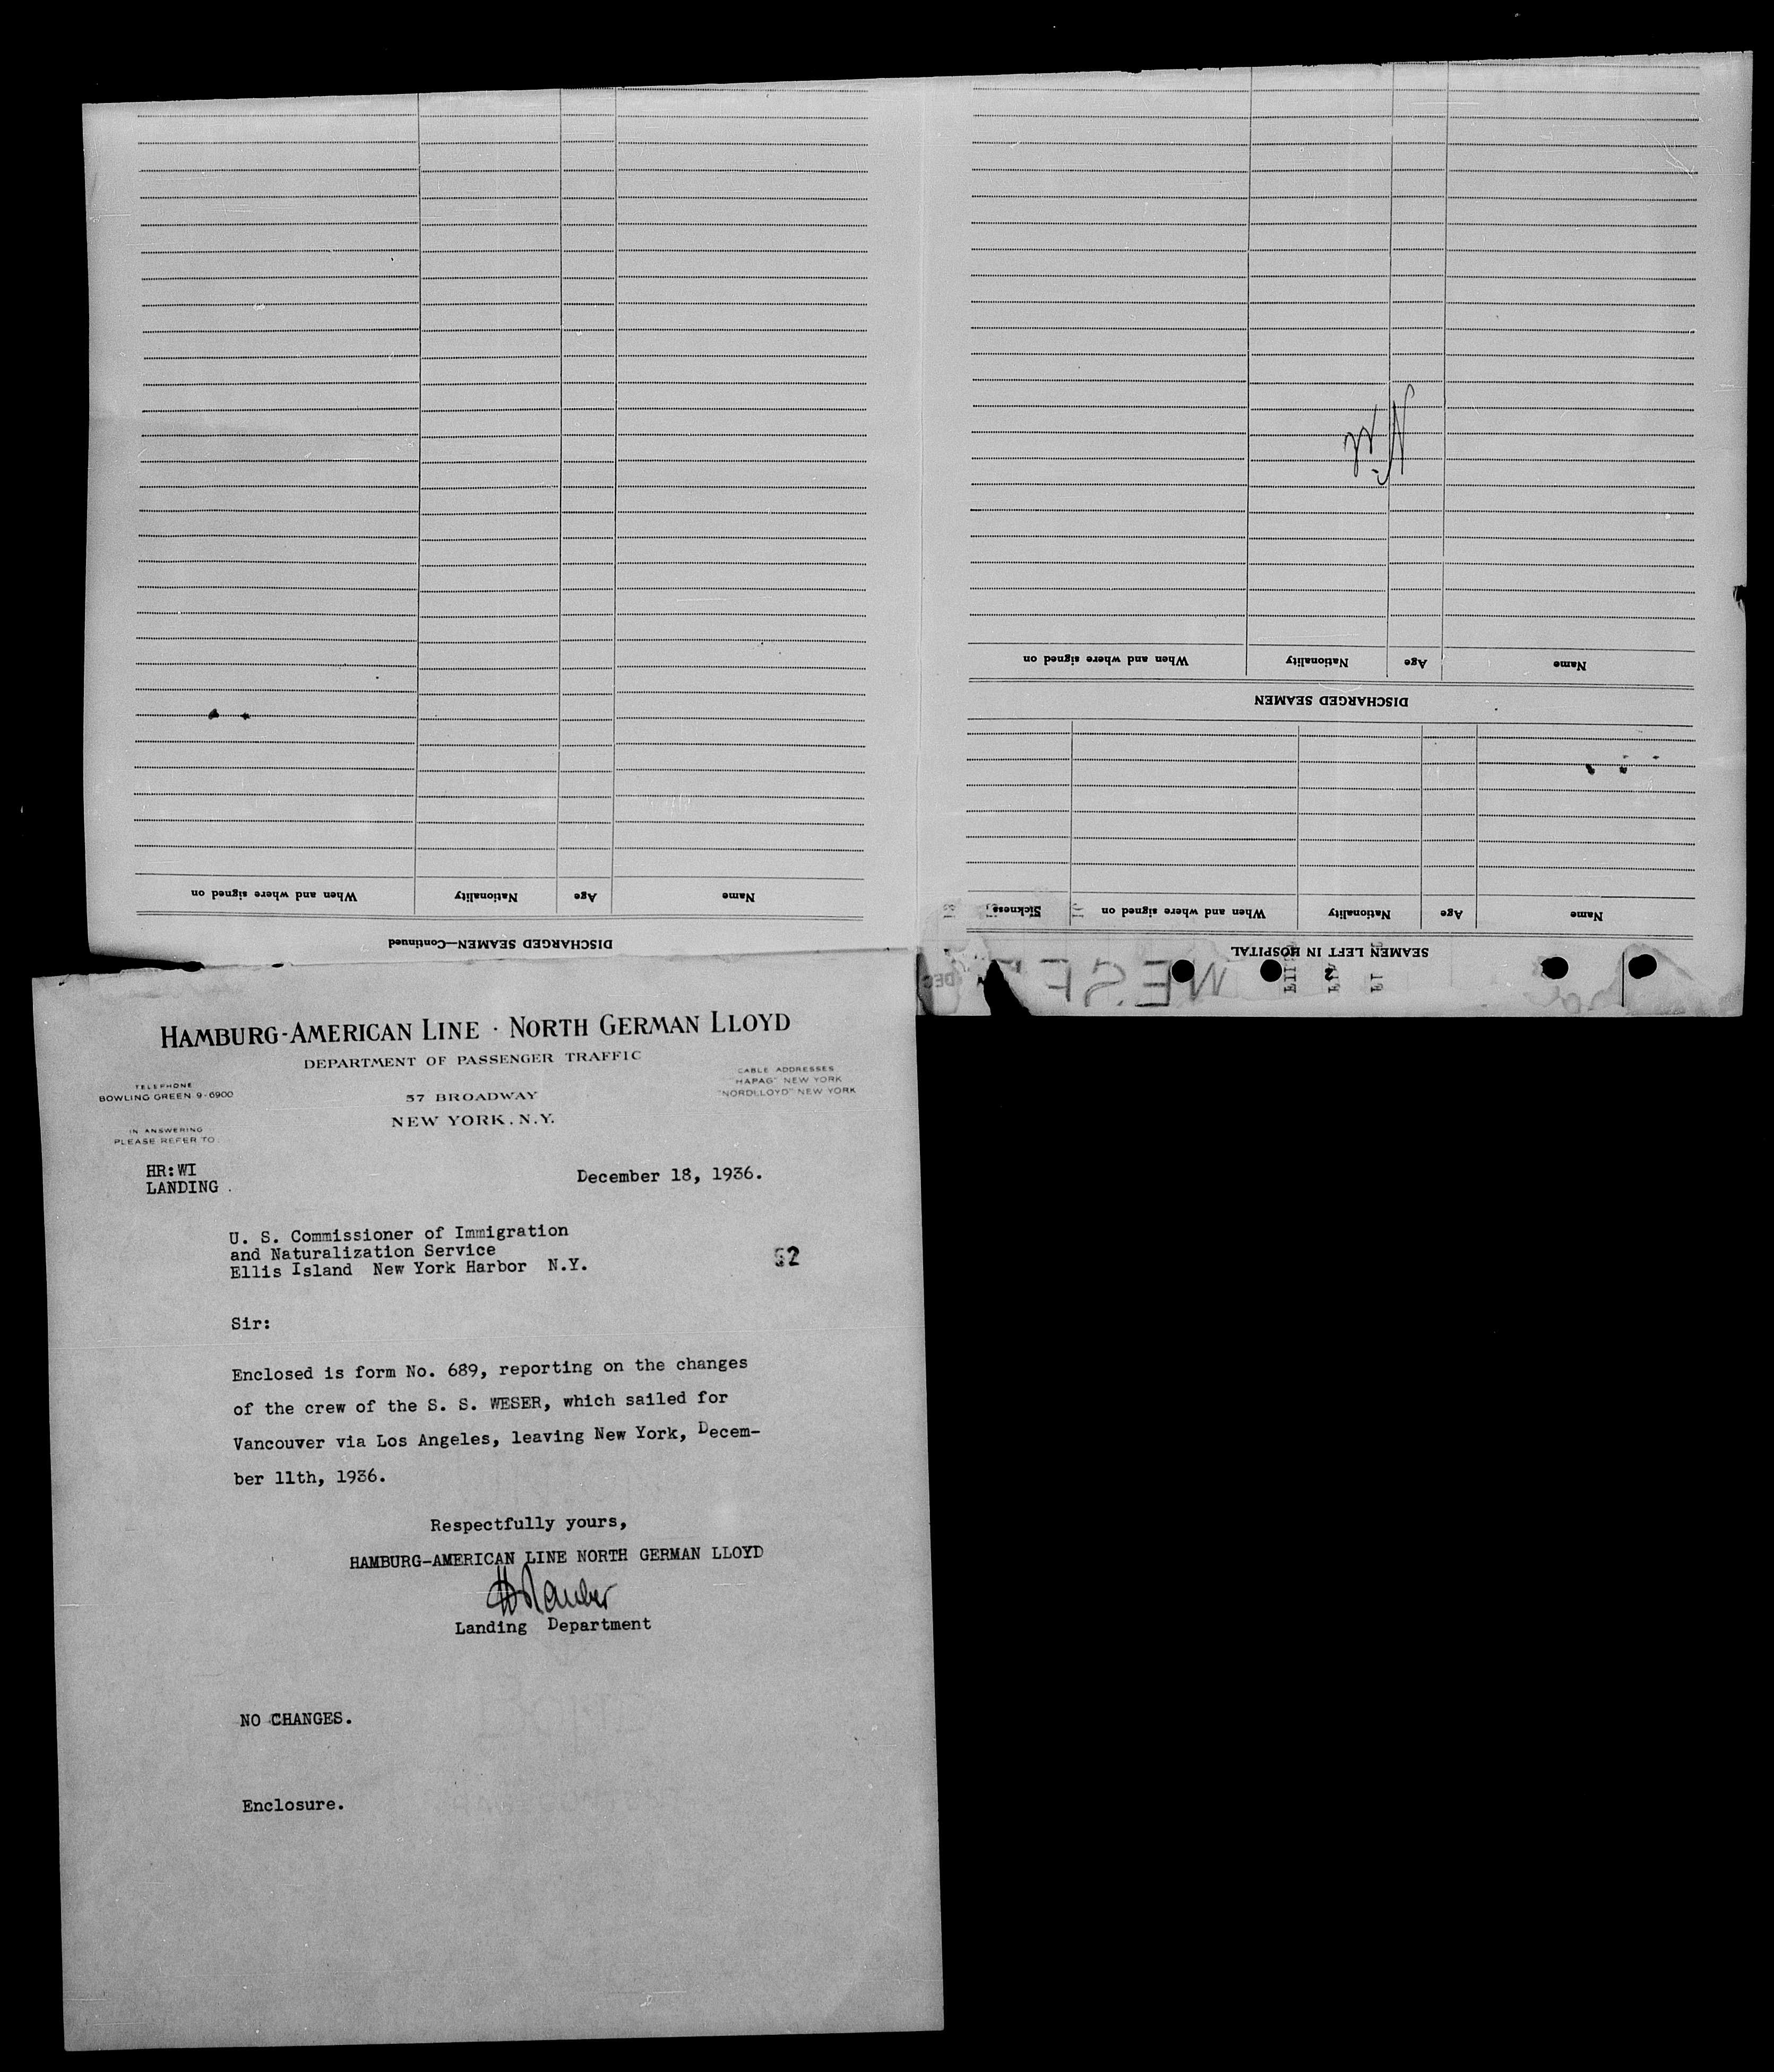 DISCHARGED SEAMEN—Continued
Name Age Nationality When and where signed on
SEAMEN LEFT IN HOSPITAL
Name Age Nationality When and where signed on Sickness
DISCHARGED SEAMEN
Name Age Nationality When and where signed on
WESER
DEC
HAMBURG-AMERICAN LINE · NORTH GERMAN LLOYD
DEPARTMENT OF PASSENGER TRAFFIC
TELEPHONE
BOWLING GREEN 9-6900
57 BROADWAY
NEW YORK, N.Y.
CABLE ADDRESSES
"HAPAG" NEW YORK
"NORDLLOYD" NEW YORK
IN ANSWERING
PLEASE REFER TO
HR:WI
LANDING
December 18, 1936.
U. S. Commissioner of Immigration
and Naturalization Service
Ellis Island New York Harbor N.Y.
52
Sir:
Enclosed is form No. 689, reporting on the changes
of the crew of the S. S. WESER, which sailed for
Vancouver via Los Angeles, leaving New York, Decem-
ber 11th, 1936.
Respectfully yours,
HAMBURG-AMERICAN LINE NORTH GERMAN LLOYD
Landing Department
NO CHANGES.
Enclosure.